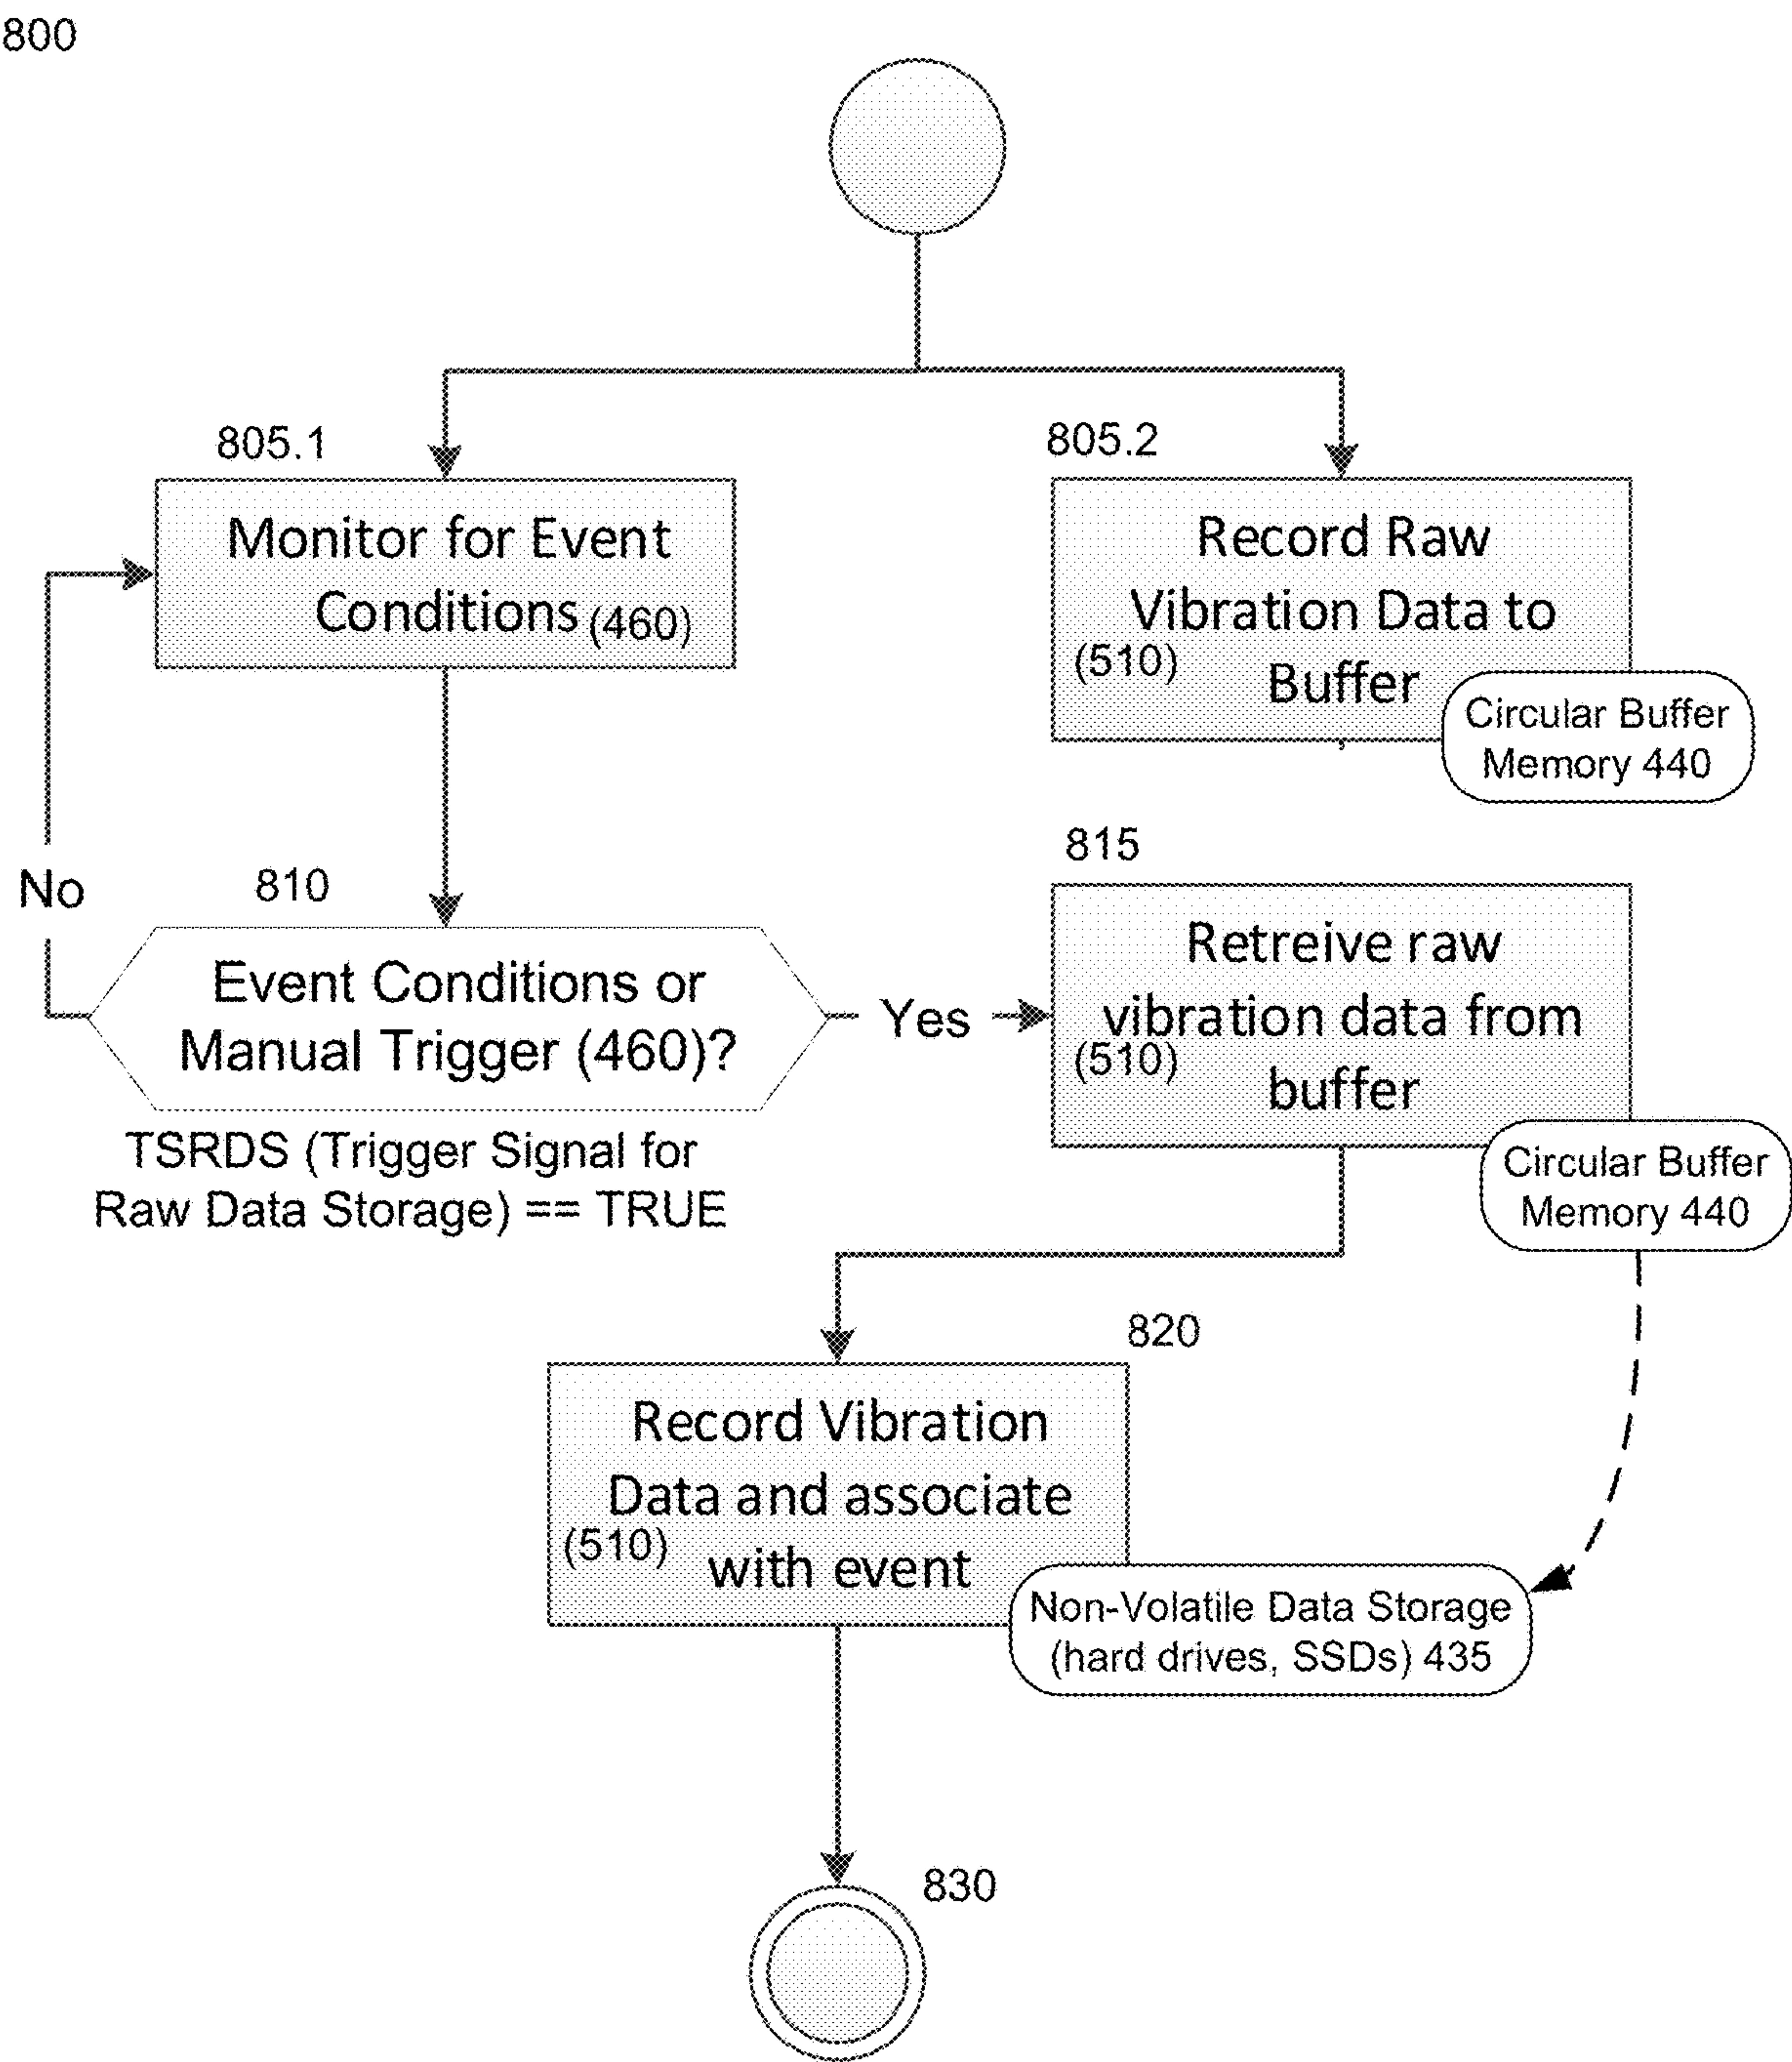 800
805.1
Monitor for Event
Conditions (460)
805.2
Record Raw
Vibration Data to
(510)
Buffer
Circular Buffer
Memory 440
No
810
Event Conditions or
Manual Trigger (460)?
TSRDS (Trigger Signal for
Raw Data Storage) == TRUE
Yes
815
Retreive raw
vibration data from
(510)
buffer
Circular Buffer
Memory 440
820
Record Vibration
Data and associate
(510)
with event
Non-Volatile Data Storage
(hard drives, SSDs) 435
830